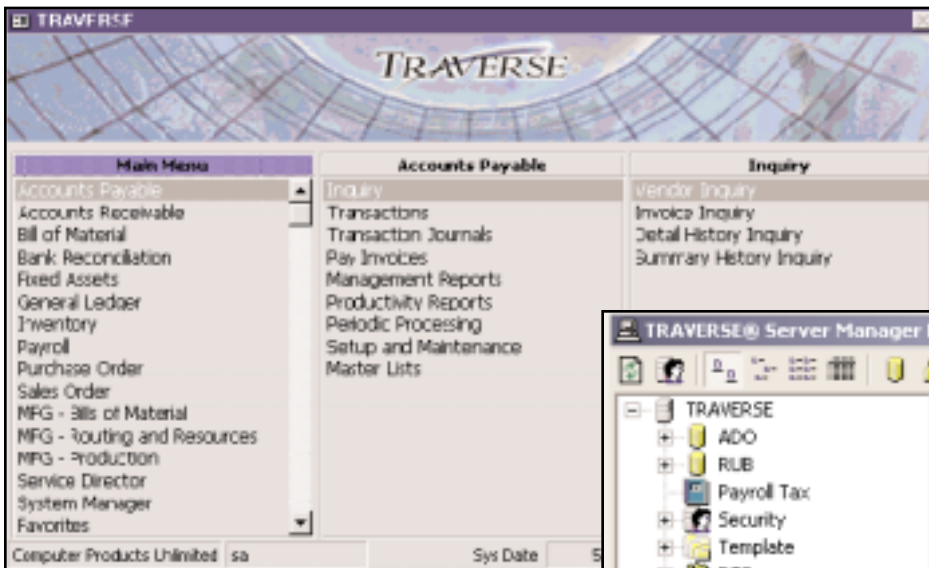 TRAVERSE
TRAVERSE
Main Menu
Accounts Payable
Accounts Receivable
Bill of Material
Bank Reconciliation
Fixed Assets
General Ledger
Inventory
Payroll
Purchase Order
Sales Order
MFG - Bills of Material
MFG - Routing and Resources
MFG - Production
Service Director
System Manager
Favorites
Accounts Payable
Inquiry
Transactions
Transaction Journals
Pay Invoices
Management Reports
Productivity Reports
Periodic Processing
Setup and Maintenance
Master Lists
Inquiry
Vendor Inquiry
Invoice Inquiry
Detail History Inquiry
Summary History Inquiry
Computer Products Unlimited sa Sys Date 5
TRAVERSE® Server Manager
TRAVERSE
ADO
RUB
Payroll Tax
Security
Template